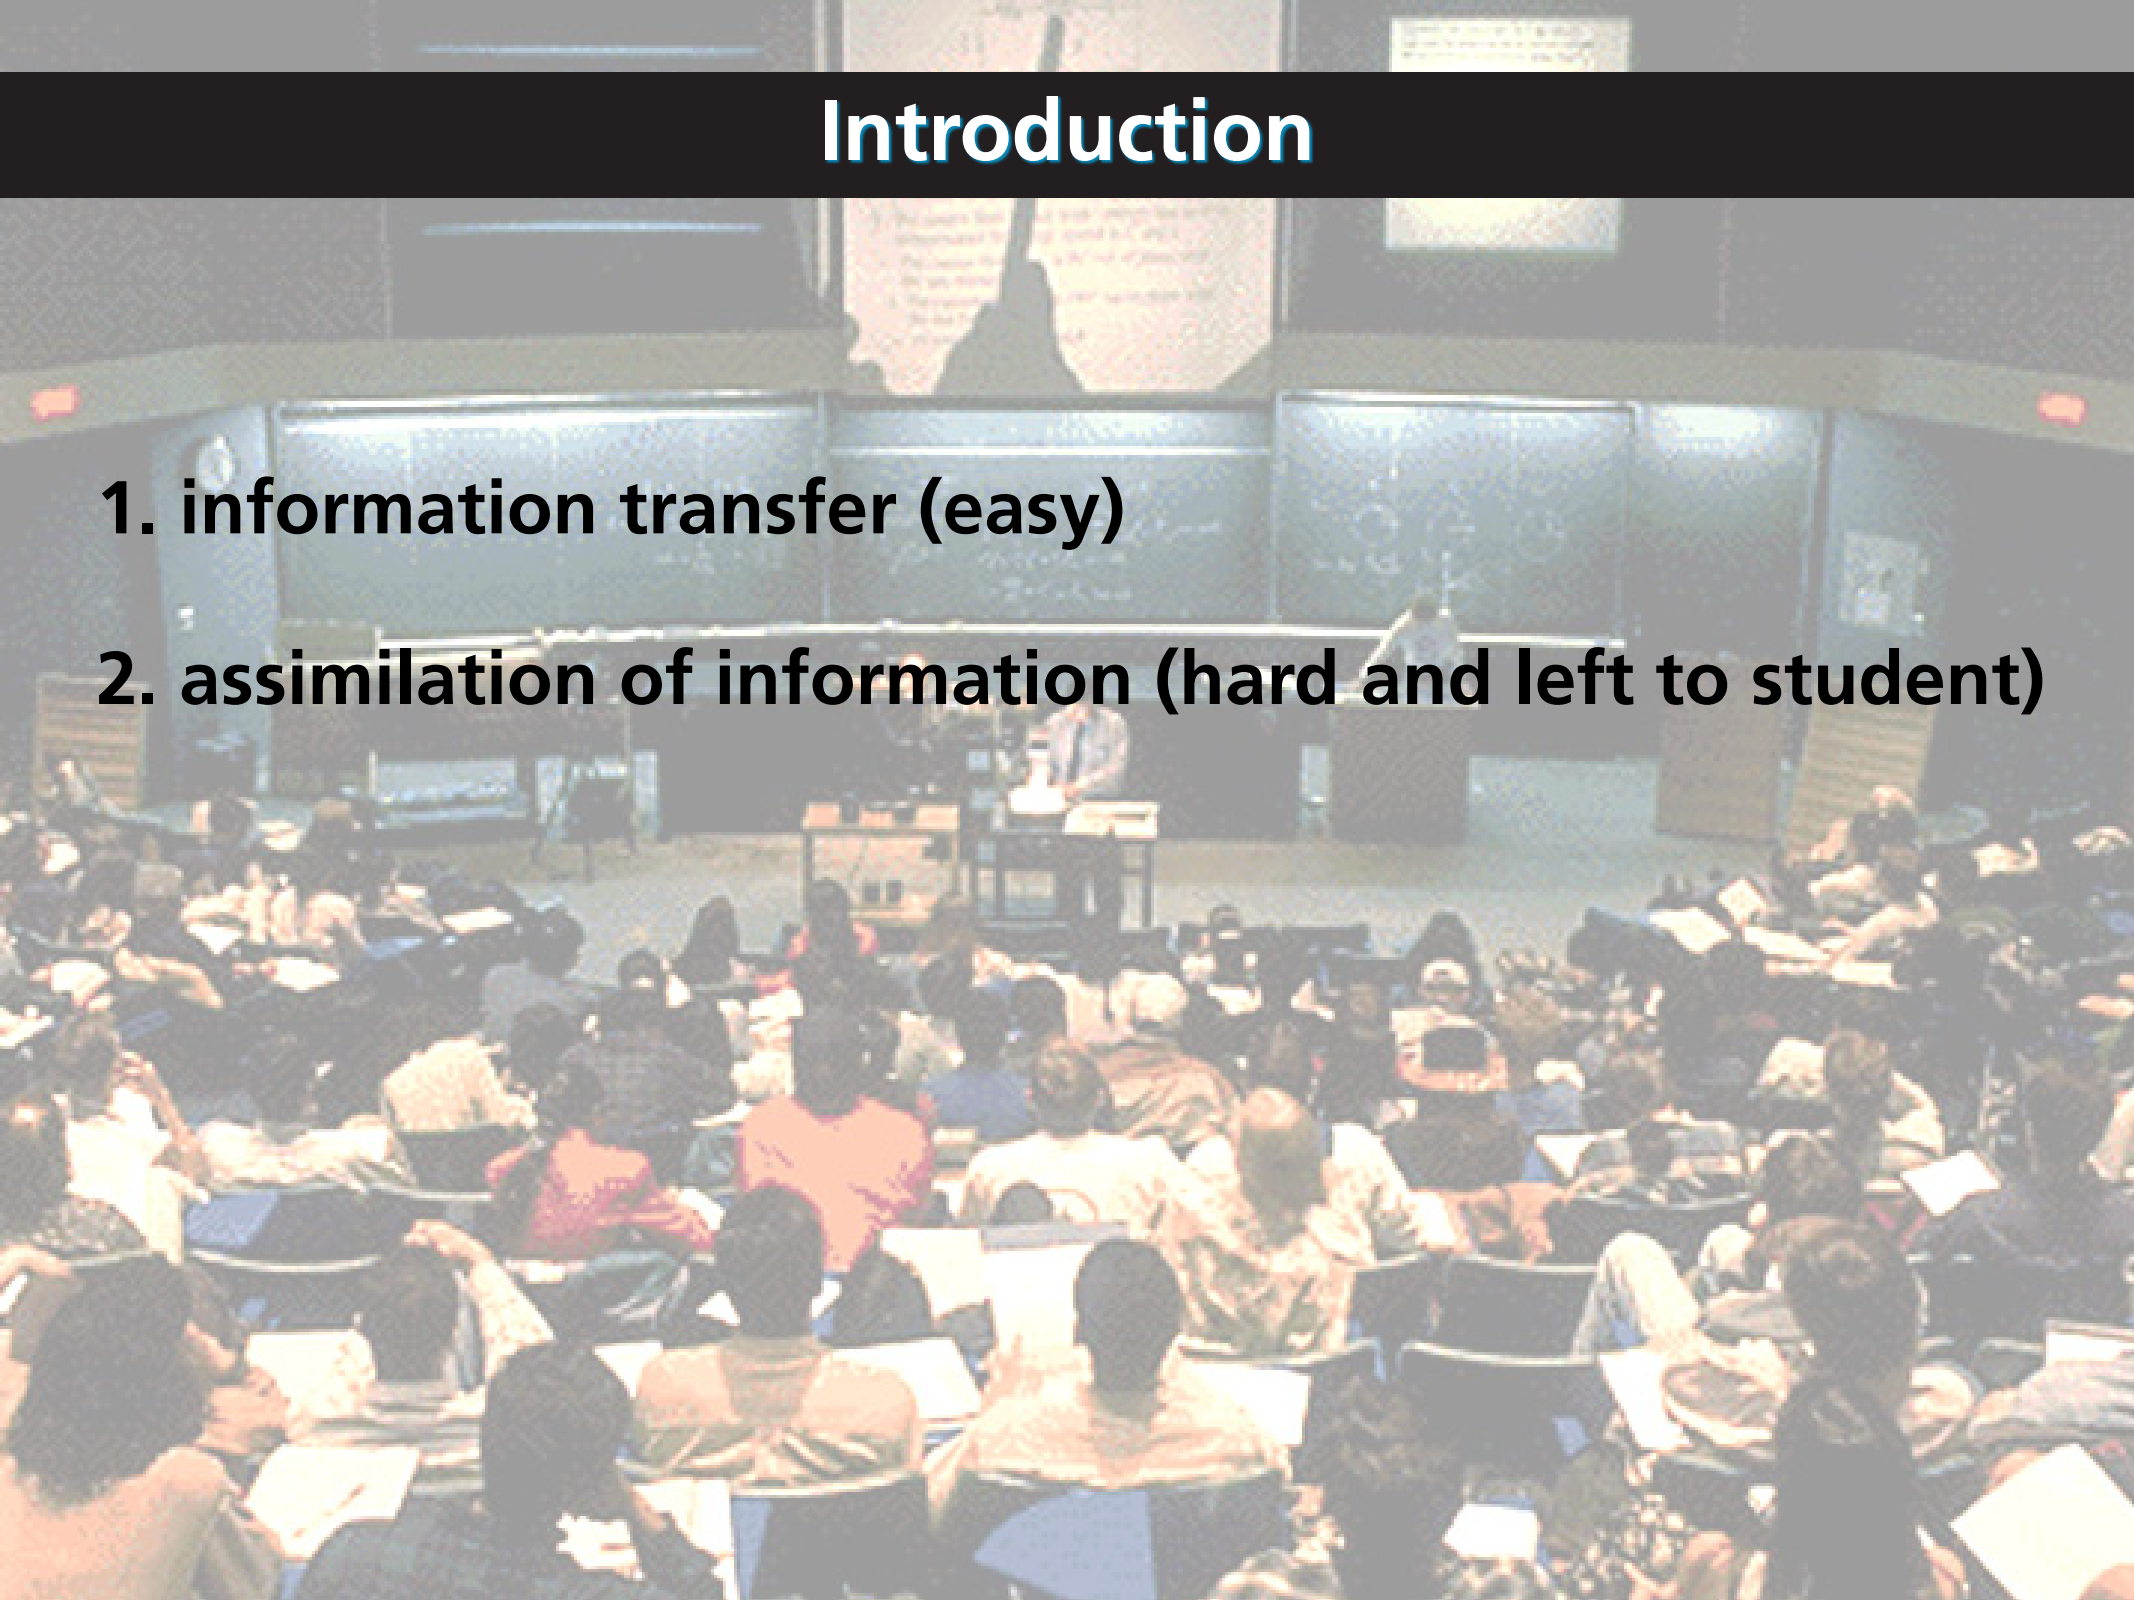 Introduction
1. information transfer (easy)
2. assimilation of information (hard and left to student)